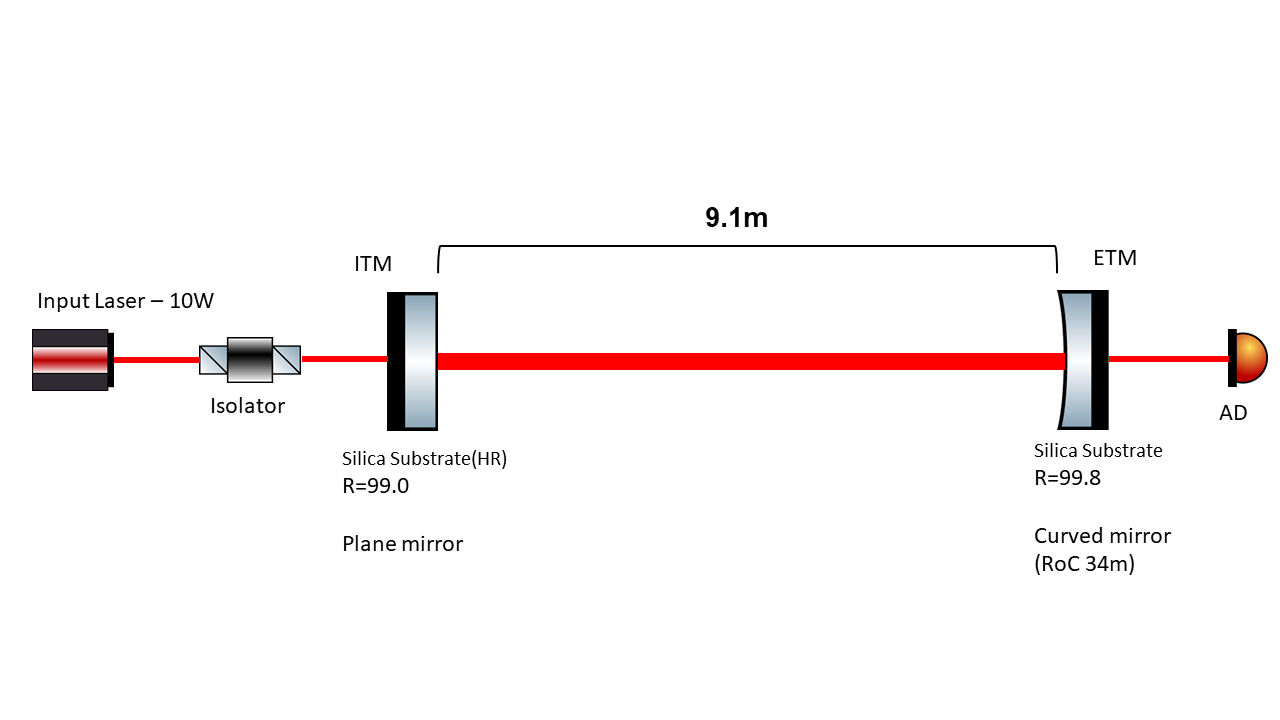 9.1m
ITM
ETM
Input Laser – 10W
Isolator
AD
Silica Substrate(HR)
R=99.0
Plane mirror
Silica Substrate
R=99.8
Curved mirror
(RoC 34m)